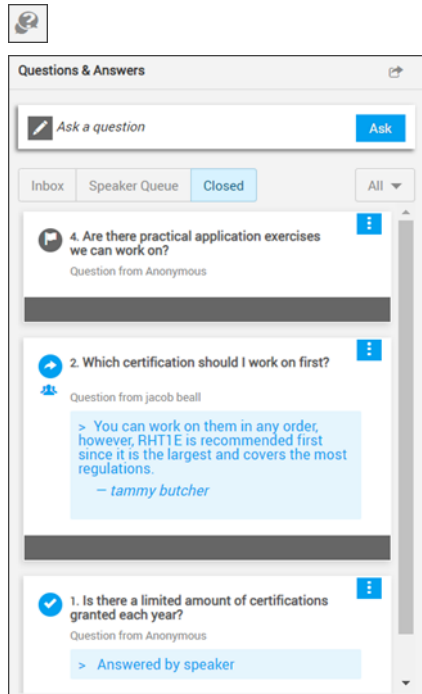 Questions & Answers
Ask a question
Ask
Inbox
Speaker Queue
Closed
All
4. Are there practical application exercises
we can work on?
Question from Anonymous
2. Which certification should I work on first?
Question from jacob beall
> You can work on them in any order,
however, RHT1E is recommended first
since it is the largest and covers the most
regulations.
— tammy butcher
1. Is there a limited amount of certifications
granted each year?
Question from Anonymous
> Answered by speaker